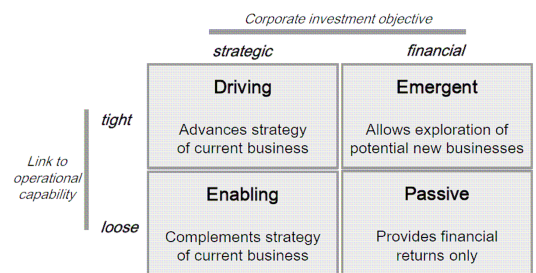 Corporate investment objective
strategic
financial
Driving
Emergent
tight
Advances strategy
of current business
Allows exploration of
potential new businesses
Link to
operational
capability
Enabling
Passive
loose
Complements strategy
of current business
Provides financial
returns only